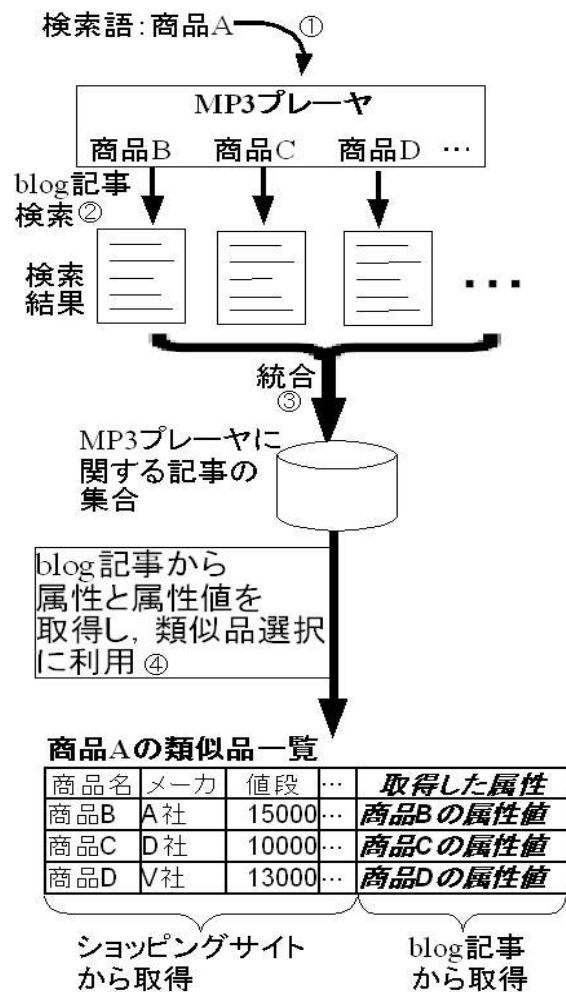 検索語:商品A ①
MP3プレーヤ
商品B 商品C 商品D …
blog記事
検索②
検索
結果
…
統合
③
MP3プレーヤに
関する記事の
集合
blog記事から
属性と属性値を
取得し,類似品選択
に利用④
商品Aの類似品一覧
商品名 メーカ 値段 … 取得した属性
商品B A社 15000 … 商品Bの属性値
商品C D社 10000 … 商品Cの属性値
商品D V社 13000 … 商品Dの属性値
ショッピングサイト
から取得
blog記事
から取得